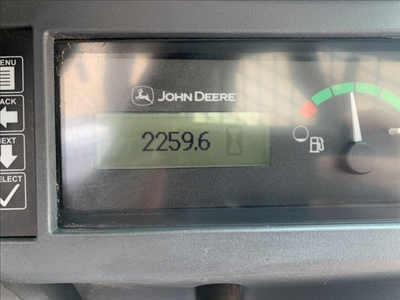 MENU
JOHN DEERE
BACK
2259.6
NEXT
SELECT